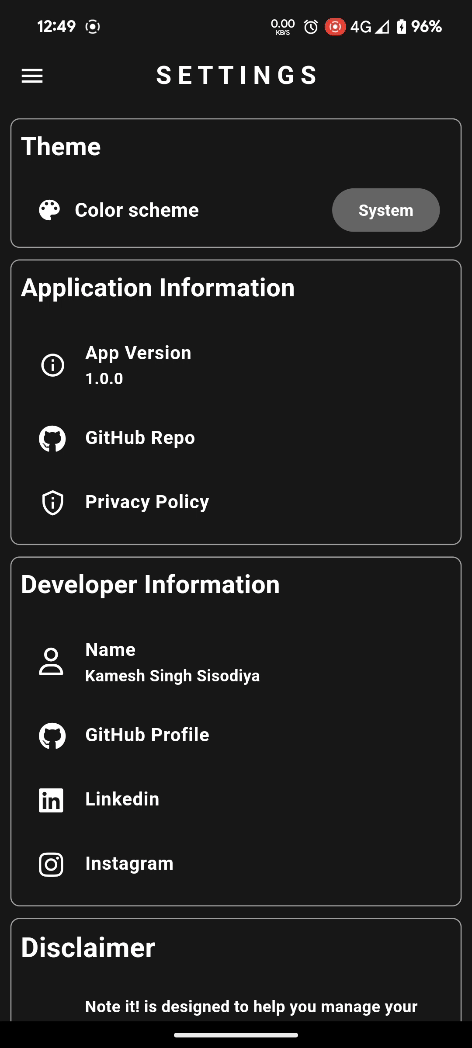 12:49 0.00 KB/S 4G 96%
SETTINGS
Theme
Color scheme System
Application Information
App Version
1.0.0
GitHub Repo
Privacy Policy
Developer Information
Name
Kamesh Singh Sisodiya
GitHub Profile
Linkedin
Instagram
Disclaimer
Note it! is designed to help you manage your